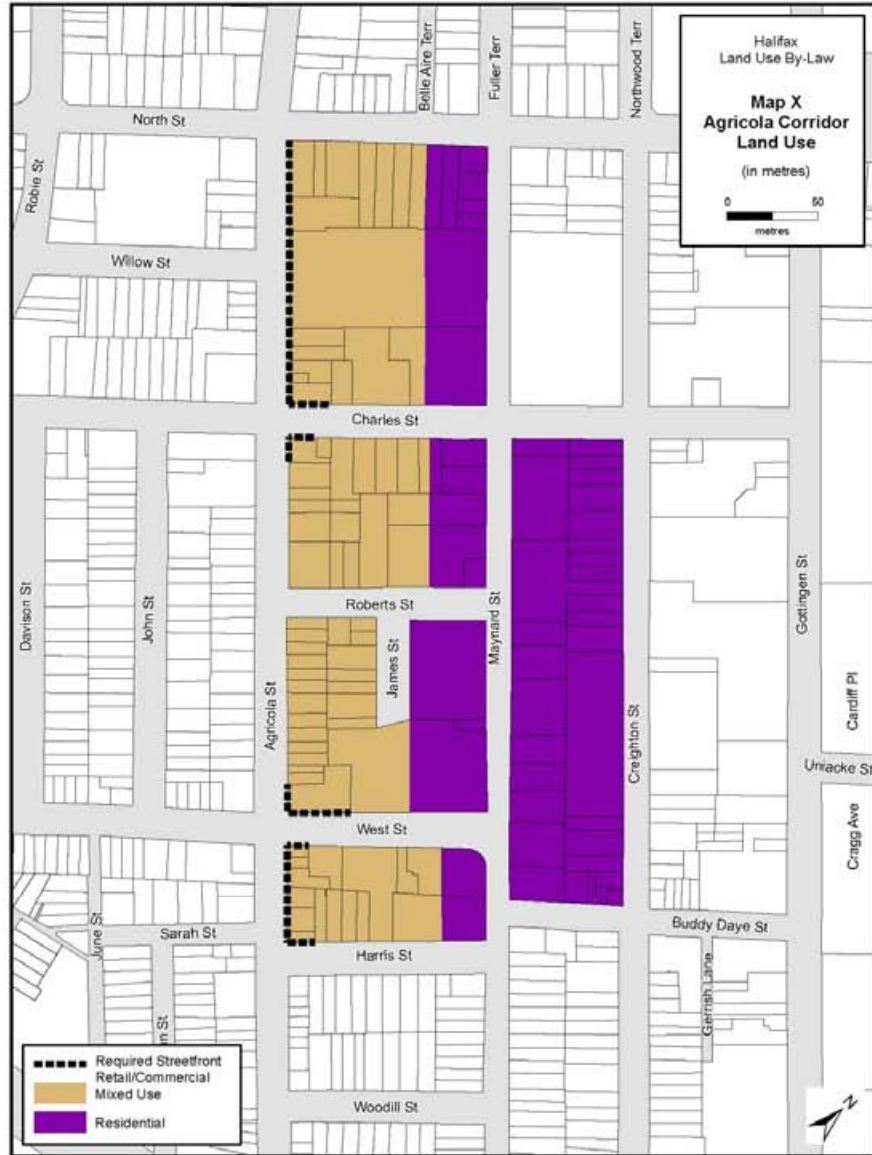 Halifax
Land Use By-Law
Map X
Agricola Corridor
Land Use
(in metres)
0 50
metres
Belle Aire Terr
Fuller Terr
Northwood Terr
North St
Robie St
Willow St
Charles St
Davison St
John St
Agricola St
Roberts St
James St
Maynard St
Creighton St
Gottingen St
Cardiff Pl
Uniacke St
Cragg Ave
West St
June St
Sarah St
Harris St
Buddy Daye St
Gerrish Lane
Woodill St
Required Streetfront
Retail/Commercial
Mixed Use
Residential
N